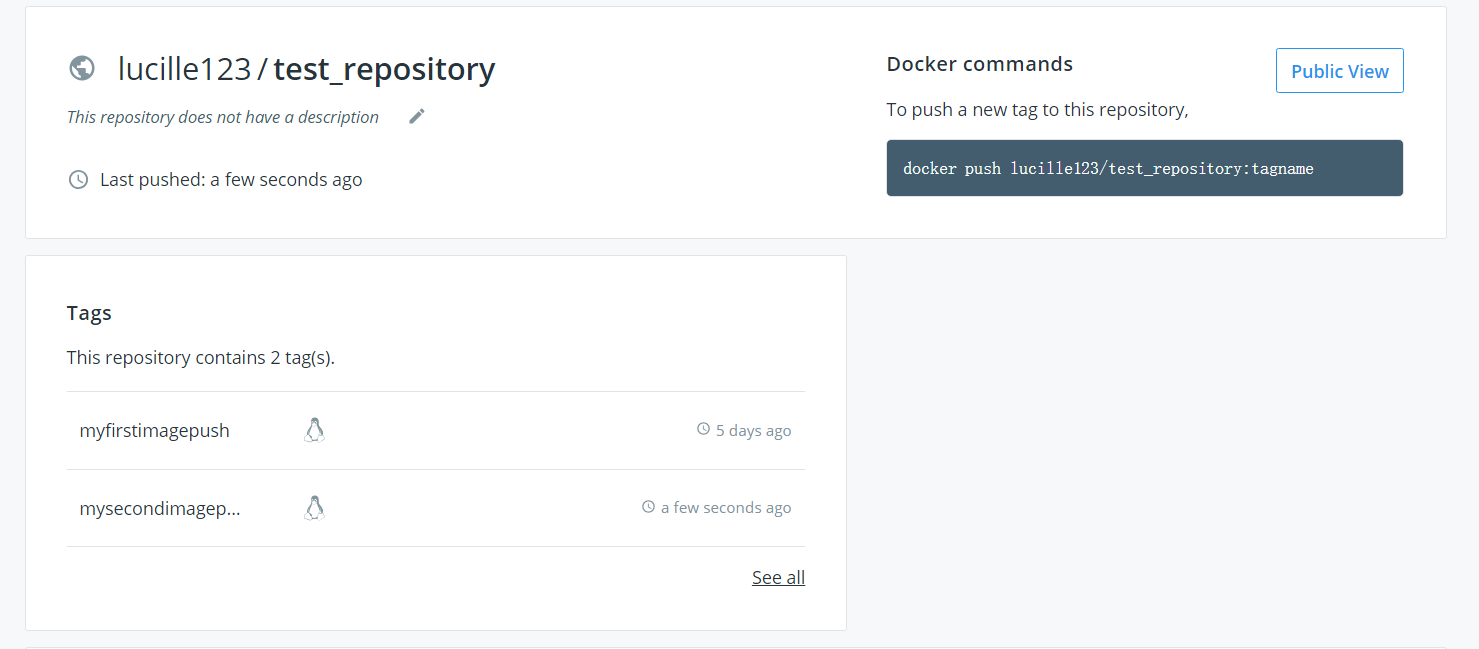 lucille123 / test_repository
This repository does not have a description
Last pushed: a few seconds ago
Docker commands
Public View
To push a new tag to this repository,
docker push lucille123/test_repository:tagname
Tags
This repository contains 2 tag(s).
myfirstimagepush
5 days ago
mysecondimagep...
a few seconds ago
See all